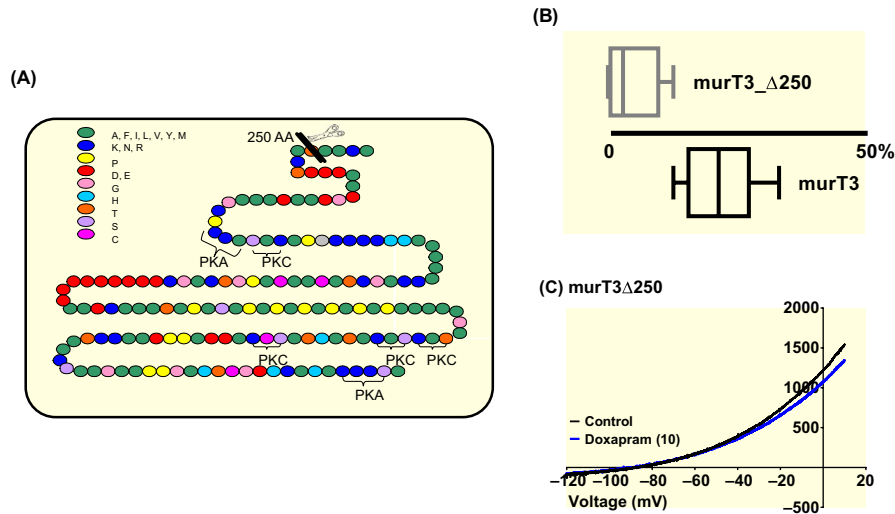 (A)
A, F, I, L, V, Y, M
K, N, R
P
D, E
G
H
T
S
C
250 AA
PKA
PKC
PKC
PKC
PKC
PKA
(B)
murT3_Δ250
0
50%
murT3
(C) murT3Δ250
2000
1500
1000
500
Control
Doxapram (10)
–120 –100 –80 –60 –40 –20 0 20
Voltage (mV)
–500